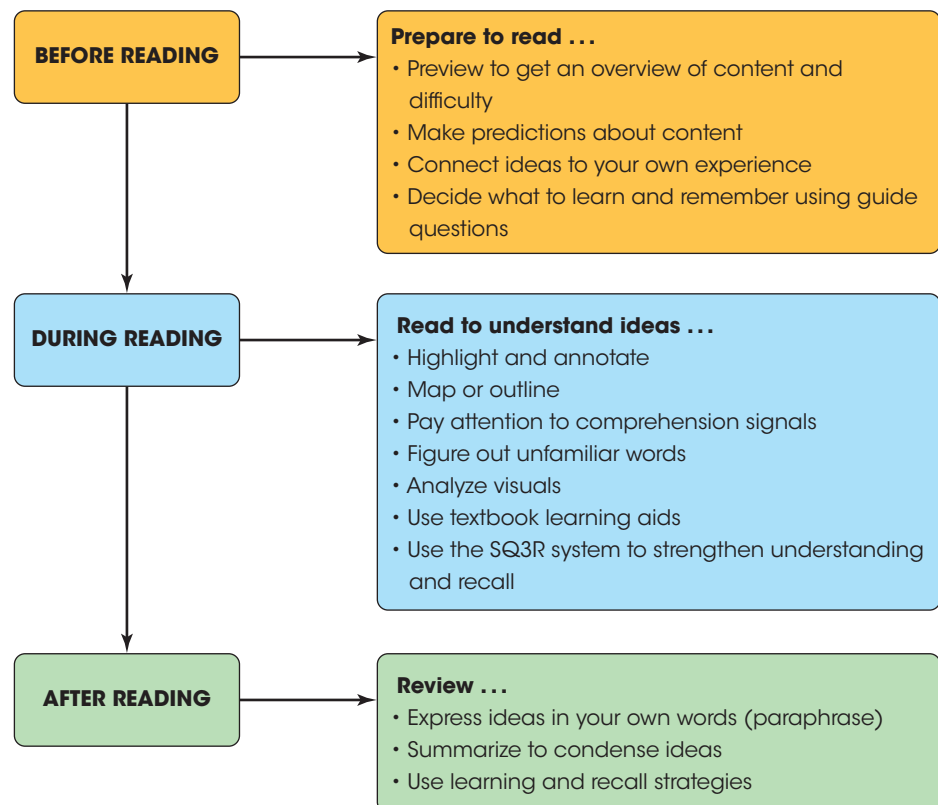 BEFORE READING
Prepare to read ...
• Preview to get an overview of content and
difficulty
• Make predictions about content
• Connect ideas to your own experience
• Decide what to learn and remember using guide
questions
DURING READING
Read to understand ideas ...
• Highlight and annotate
• Map or outline
• Pay attention to comprehension signals
• Figure out unfamiliar words
• Analyze visuals
• Use textbook learning aids
• Use the SQ3R system to strengthen understanding
and recall
AFTER READING
Review ...
• Express ideas in your own words (paraphrase)
• Summarize to condense ideas
• Use learning and recall strategies